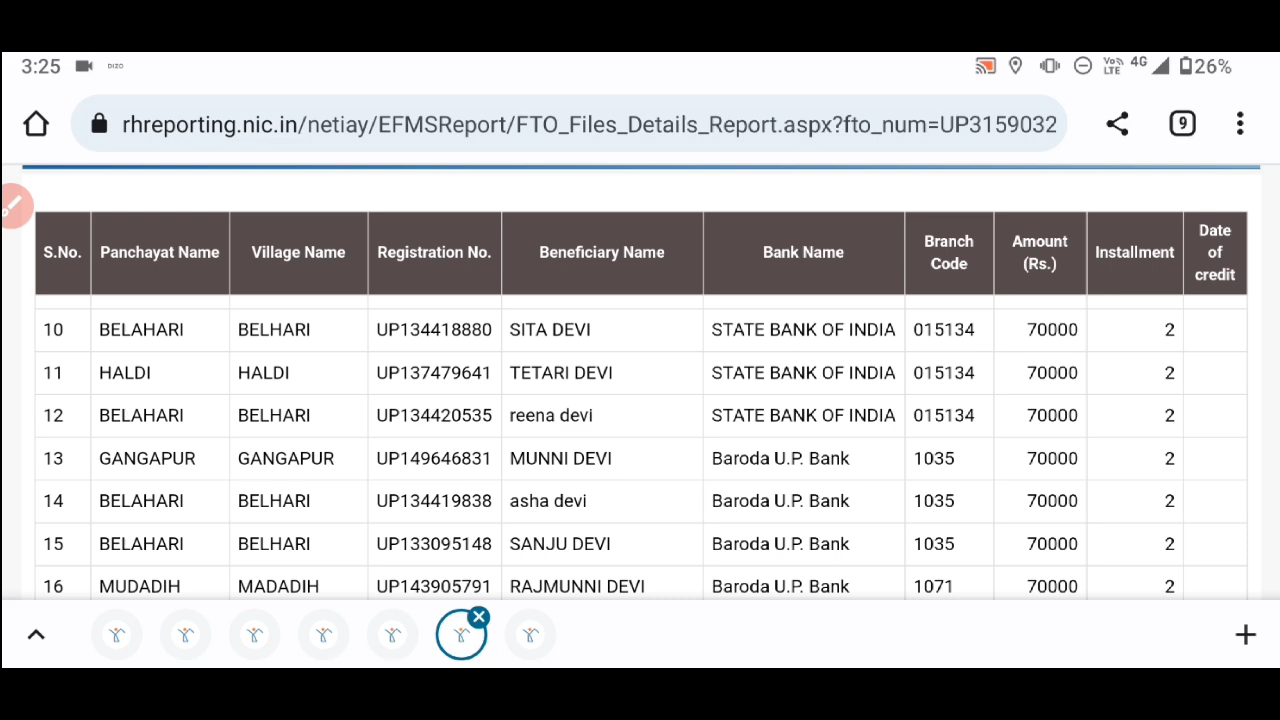 3:25 DIZO VoLTE 4G 26%
rhreporting.nic.in/netiay/EFMSReport/FTO_Files_Details_Report.aspx?fto_num=UP3159032 9
S.No. Panchayat Name Village Name Registration No. Beneficiary Name Bank Name Branch Code Amount (Rs.) Installment Date of credit
10 BELAHARI BELHARI UP134418880 SITA DEVI STATE BANK OF INDIA 015134 70000 2
11 HALDI HALDI UP137479641 TETARI DEVI STATE BANK OF INDIA 015134 70000 2
12 BELAHARI BELHARI UP134420535 reena devi STATE BANK OF INDIA 015134 70000 2
13 GANGAPUR GANGAPUR UP149646831 MUNNI DEVI Baroda U.P. Bank 1035 70000 2
14 BELAHARI BELHARI UP134419838 asha devi Baroda U.P. Bank 1035 70000 2
15 BELAHARI BELHARI UP133095148 SANJU DEVI Baroda U.P. Bank 1035 70000 2
16 MUDADIH MADADIH UP143905791 RAJMUNNI DEVI Baroda U.P. Bank 1071 70000 2